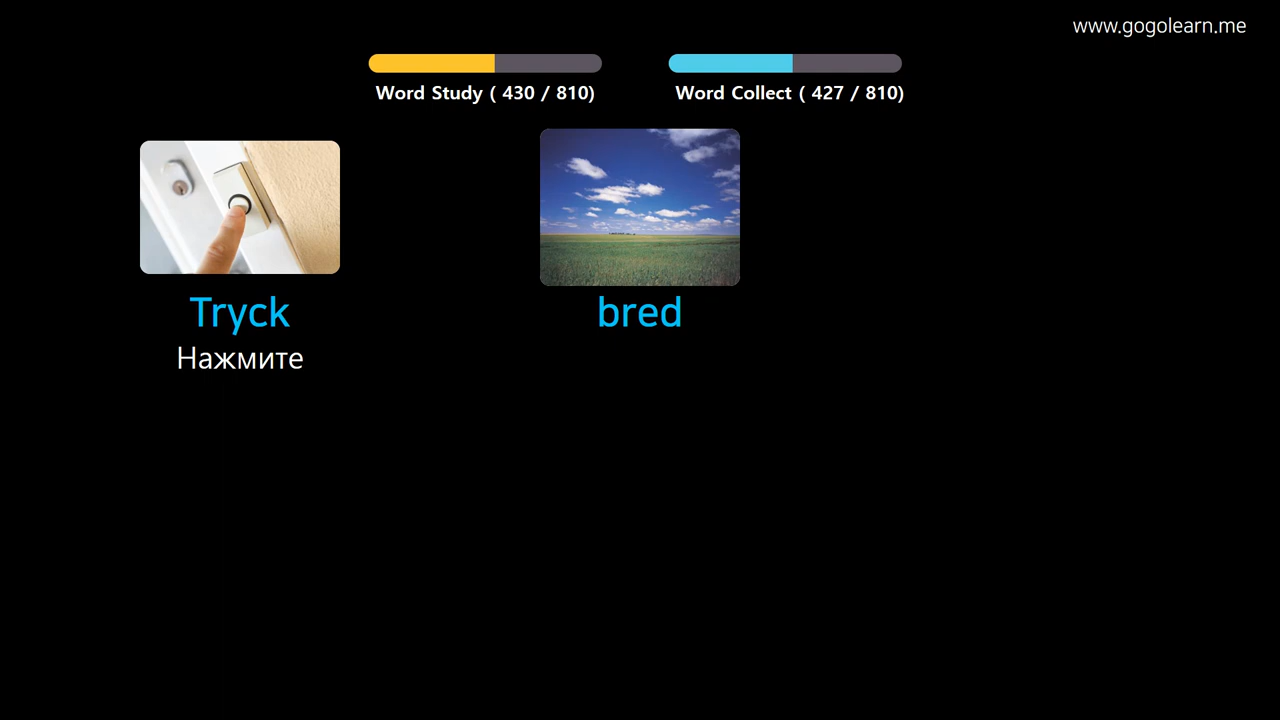 www.gogolearn.me
Word Study ( 430 / 810)
Word Collect ( 427 / 810)
Tryck
Нажмите
bred